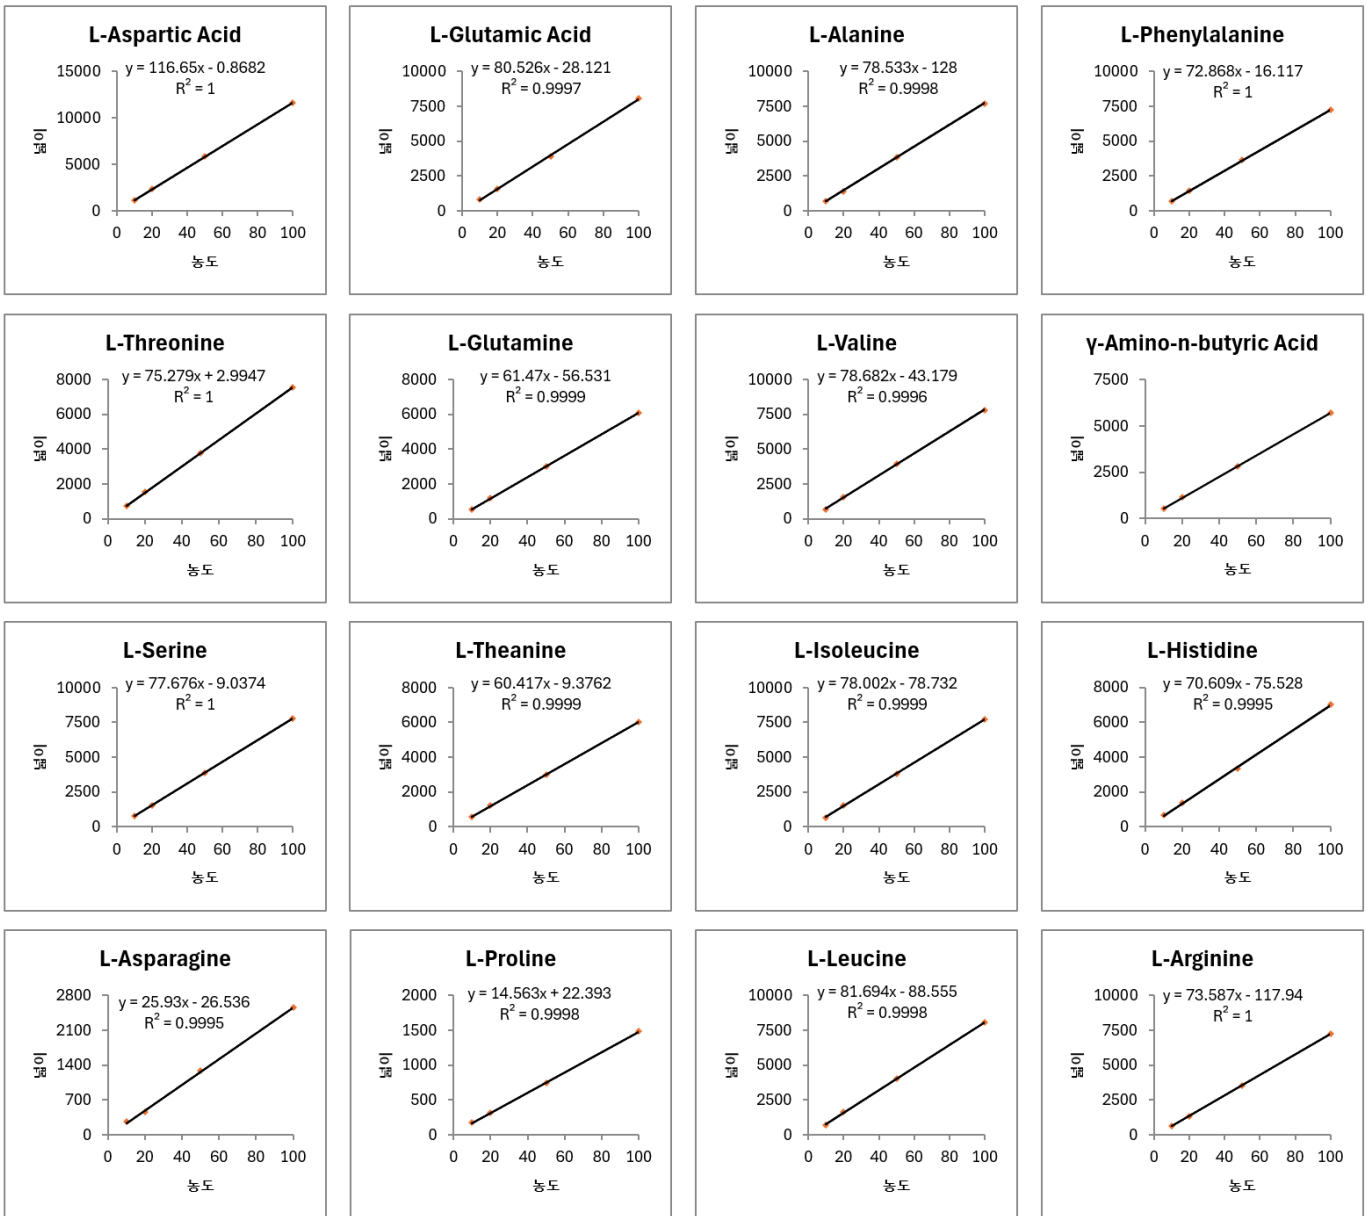 L-Aspartic Acid
y = 116.65x - 0.8682
R² = 1
15000
10000
5000
0
넓이
0 20 40 60 80 100
농도
L-Glutamic Acid
y = 80.526x - 28.121
R² = 0.9997
10000
7500
5000
2500
0
넓이
0 20 40 60 80 100
농도
L-Alanine
y = 78.533x - 128
R² = 0.9998
10000
7500
5000
2500
0
넓이
0 20 40 60 80 100
농도
L-Phenylalanine
y = 72.868x - 16.117
R² = 1
10000
7500
5000
2500
0
넓이
0 20 40 60 80 100
농도
L-Threonine
y = 75.279x + 2.9947
R² = 1
8000
6000
4000
2000
0
넓이
0 20 40 60 80 100
농도
L-Glutamine
y = 61.47x - 56.531
R² = 0.9999
8000
6000
4000
2000
0
넓이
0 20 40 60 80 100
농도
L-Valine
y = 78.682x - 43.179
R² = 0.9996
10000
7500
5000
2500
0
넓이
0 20 40 60 80 100
농도
γ-Amino-n-butyric Acid
7500
5000
2500
0
넓이
0 20 40 60 80 100
농도
L-Serine
y = 77.676x - 9.0374
R² = 1
10000
7500
5000
2500
0
넓이
0 20 40 60 80 100
농도
L-Theanine
y = 60.417x - 9.3762
R² = 0.9999
8000
6000
4000
2000
0
넓이
0 20 40 60 80 100
농도
L-Isoleucine
y = 78.002x - 78.732
R² = 0.9999
10000
7500
5000
2500
0
넓이
0 20 40 60 80 100
농도
L-Histidine
y = 70.609x - 75.528
R² = 0.9995
8000
6000
4000
2000
0
넓이
0 20 40 60 80 100
농도
L-Asparagine
y = 25.93x - 26.536
R² = 0.9995
2800
2100
1400
700
0
넓이
0 20 40 60 80 100
농도
L-Proline
y = 14.563x + 22.393
R² = 0.9998
2000
1500
1000
500
0
넓이
0 20 40 60 80 100
농도
L-Leucine
y = 81.694x - 88.555
R² = 0.9998
10000
7500
5000
2500
0
넓이
0 20 40 60 80 100
농도
L-Arginine
y = 73.587x - 117.94
R² = 1
10000
7500
5000
2500
0
넓이
0 20 40 60 80 100
농도